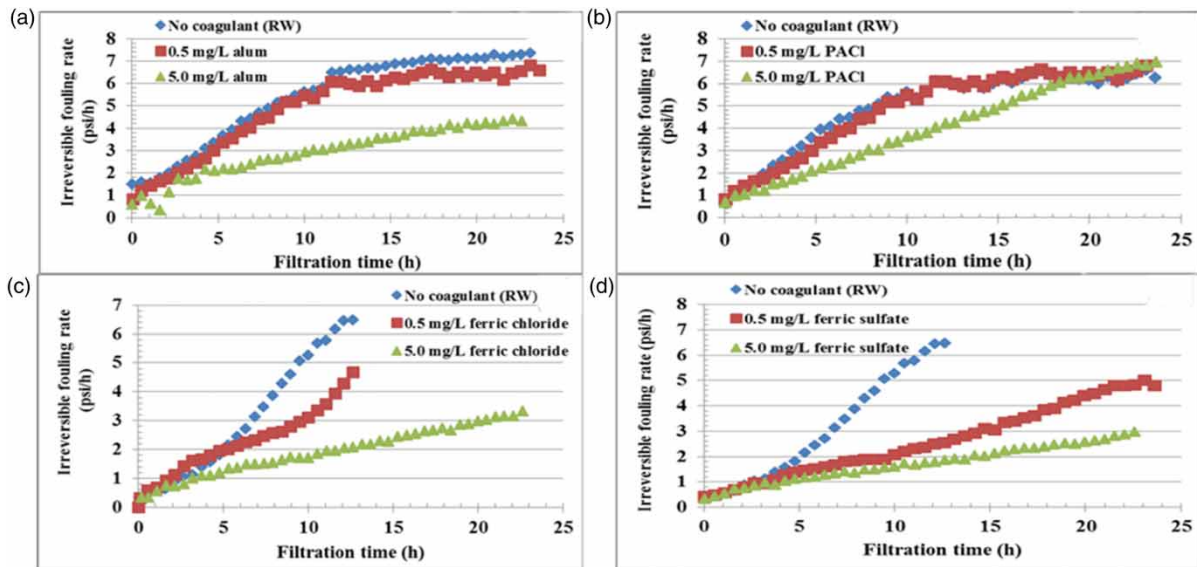 (a)
No coagulant (RW)
0.5 mg/L alum
5.0 mg/L alum
Irreversible fouling rate
(psi/h)
8
7
6
5
4
3
2
1
0
0 5 10 15 20 25
Filtration time (h)
(b)
No coagulant (RW)
0.5 mg/L PACl
5.0 mg/L PACl
Irreversible fouling rate
(psi/h)
8
7
6
5
4
3
2
1
0
0 5 10 15 20 25
Filtration time (h)
(c)
No coagulant (RW)
0.5 mg/L ferric chloride
5.0 mg/L ferric chloride
Irreversible fouling rate
(psi/h)
7
6
5
4
3
2
1
0
0 5 10 15 20 25
Filtration time (h)
(d)
No coagulant (RW)
0.5 mg/L ferric sulfate
5.0 mg/L ferric sulfate
Irreversible fouling rate (psi/h)
8
7
6
5
4
3
2
1
0
0 5 10 15 20 25
Filtration time (h)